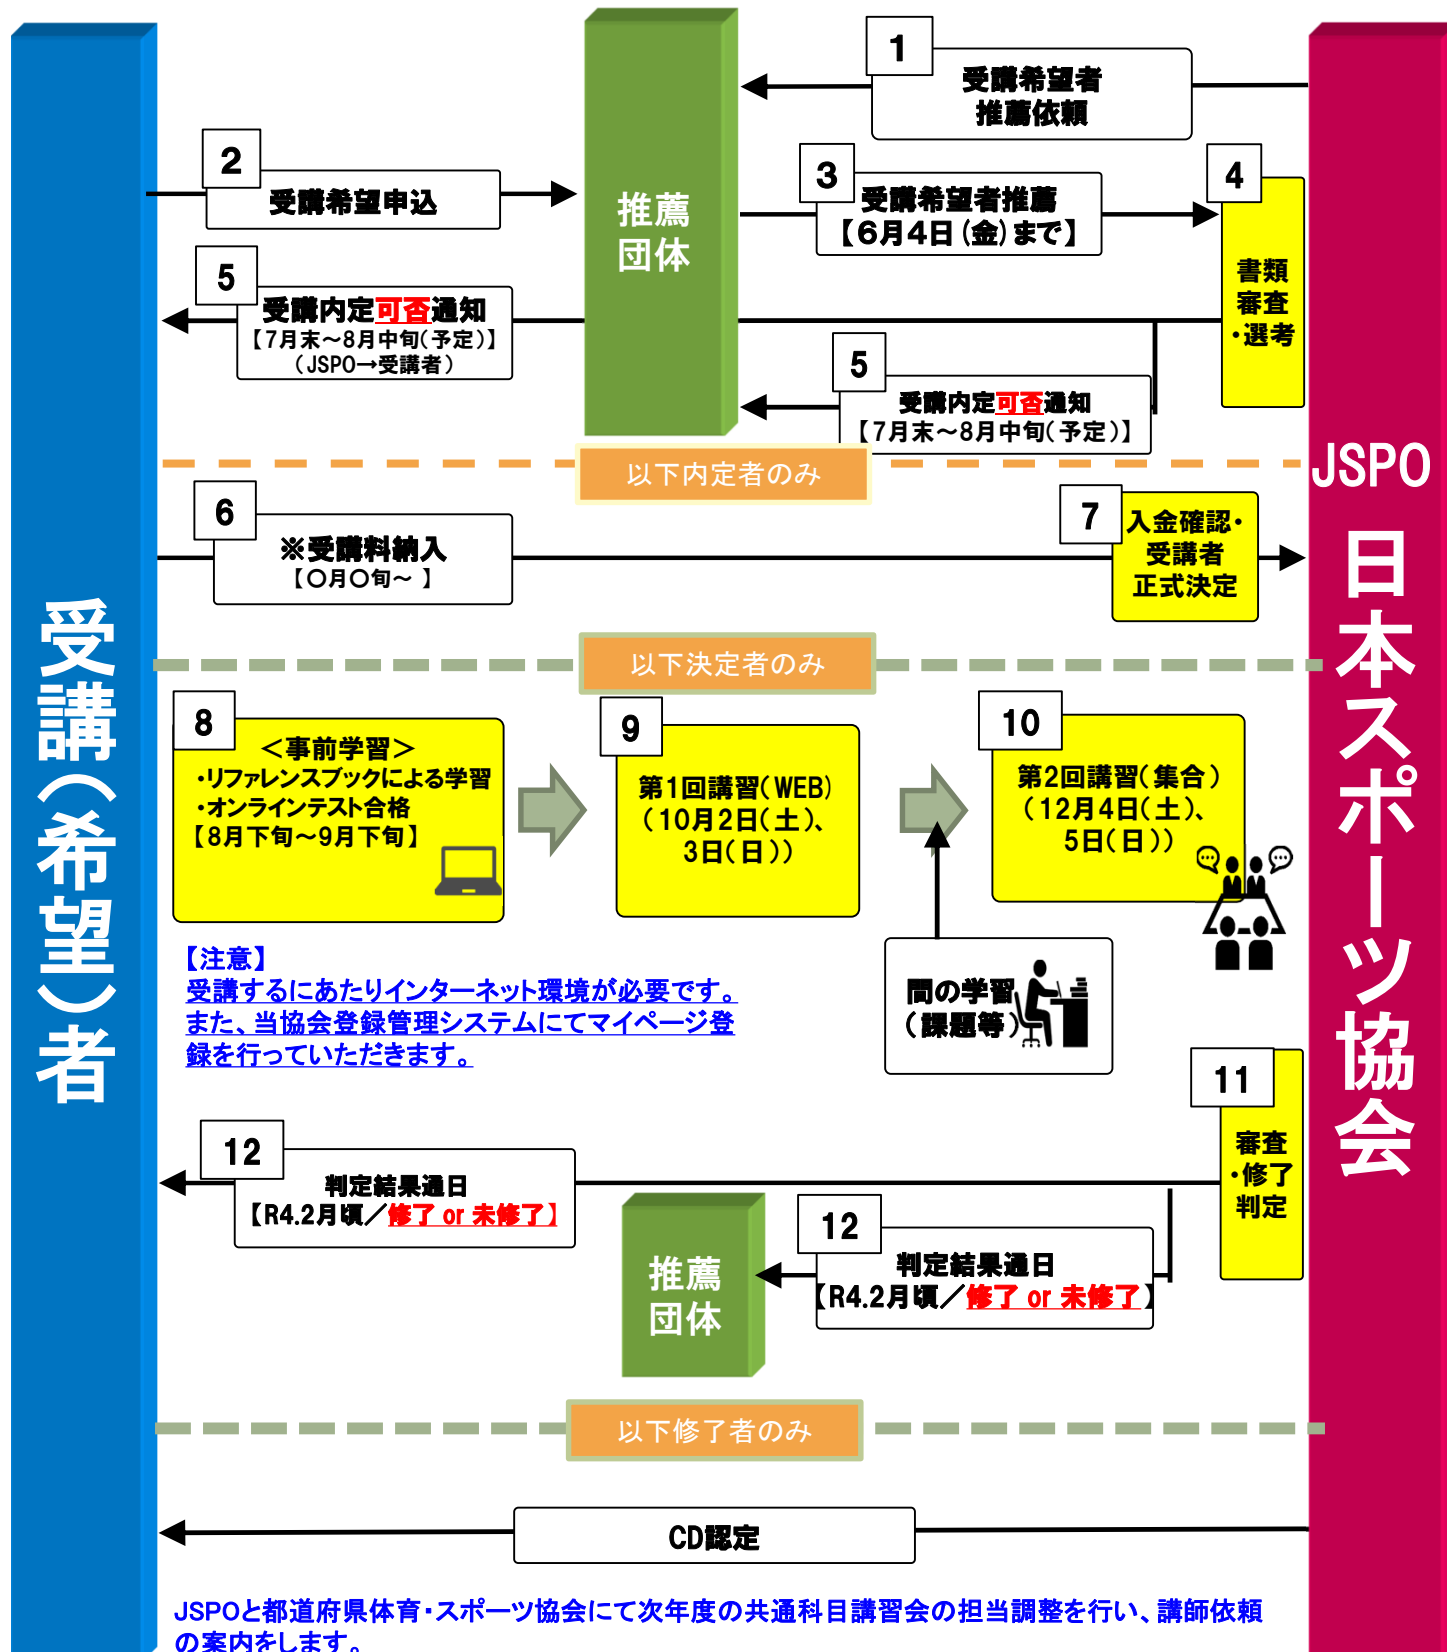 1
受講希望者
推薦依頼
2
受講希望申込
推薦
団体
3
受講希望者推薦
【6月4日(金)まで】
4
書類
審査
・選考
5
受講内定可否通知
【7月末～8月中旬(予定)】
(JSPO→受講者)
5
受講内定可否通知
【7月末～8月中旬(予定)】
以下内定者のみ
JSPO
日本スポーツ協会
受講(希望)者
6
※受講料納入
【〇月〇旬～ 】
7
入金確認・
受講者
正式決定
以下決定者のみ
8
＜事前学習＞
・リファレンスブックによる学習
・オンラインテスト合格
【8月下旬～9月下旬】
9
第1回講習(WEB)
(10月2日(土)、
3日(日))
10
第2回講習(集合)
(12月4日(土)、
5日(日))
【注意】
受講するにあたりインターネット環境が必要です。
また、当協会登録管理システムにてマイページ登
録を行っていただきます。
間の学習
(課題等)
11
審査
・修了
判定
12
判定結果通日
【R4.2月頃／修了 or 未修了】
12
判定結果通日
【R4.2月頃／修了 or 未修了】
推薦
団体
以下修了者のみ
CD認定
JSPOと都道府県体育・スポーツ協会にて次年度の共通科目講習会の担当調整を行い、講師依頼
の案内をします。